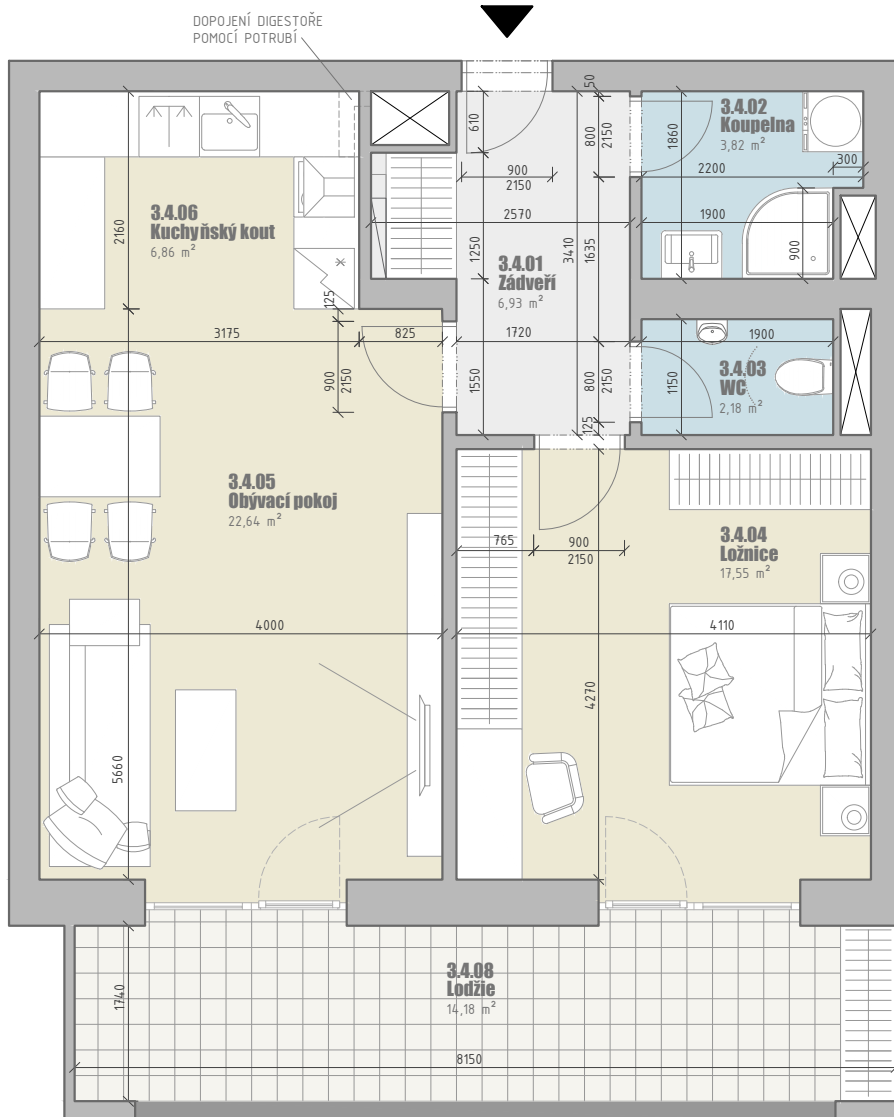 DOPOJENÍ DIGESTOŘE
POMOCÍ POTRUBÍ
50
610
800
2150
3.4.02
Koupelna
3,82 m²
1860
300
900
2150
2200
2160
3.4.06
Kuchyňský kout
6,86 m²
2570
1900
1250
3410
1635
900
3.4.01
Zádveří
6,93 m²
125
3175
825
1720
1900
900
2150
1550
800
2150
1150
3.4.03
WC
2,18 m²
125
3.4.05
Obývací pokoj
22,64 m²
765
900
2150
3.4.04
Ložnice
17,55 m²
4000
4110
4270
5660
3.4.08
Lodžie
14,18 m²
1740
8150